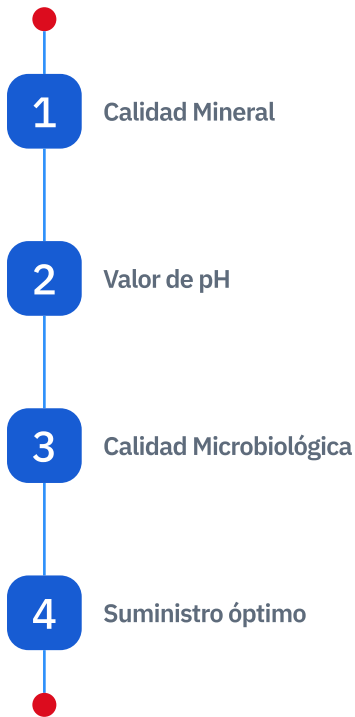 1
Calidad Mineral
2
Valor de pH
3
Calidad Microbiológica
4
Suministro óptimo